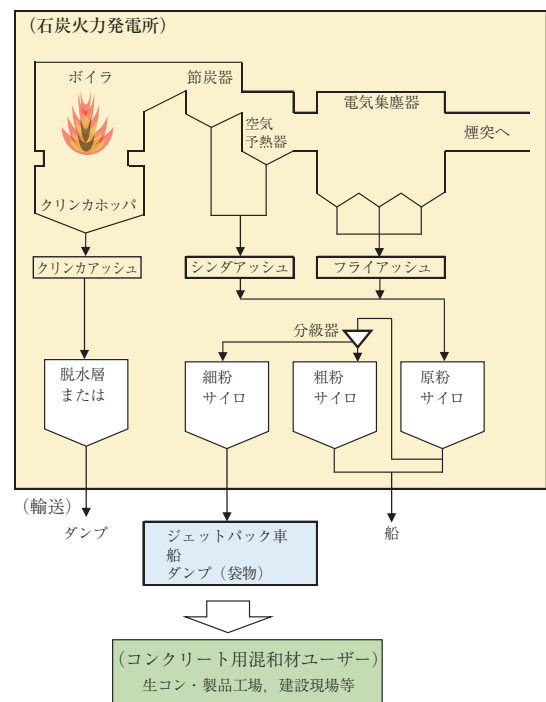 （石炭火力発電所）
ボイラ
節炭器
電気集塵器
空気
予熱器
煙突へ
クリンカホッパ
クリンカアッシュ
シンダアッシュ
フライアッシュ
分級器
脱水層
または
細粉
サイロ
粗粉
サイロ
原粉
サイロ
（輸送）
ダンプ
船
ジェットパック車
船
ダンプ（袋物）
（コンクリート用混和材ユーザー）
生コン・製品工場，建設現場等